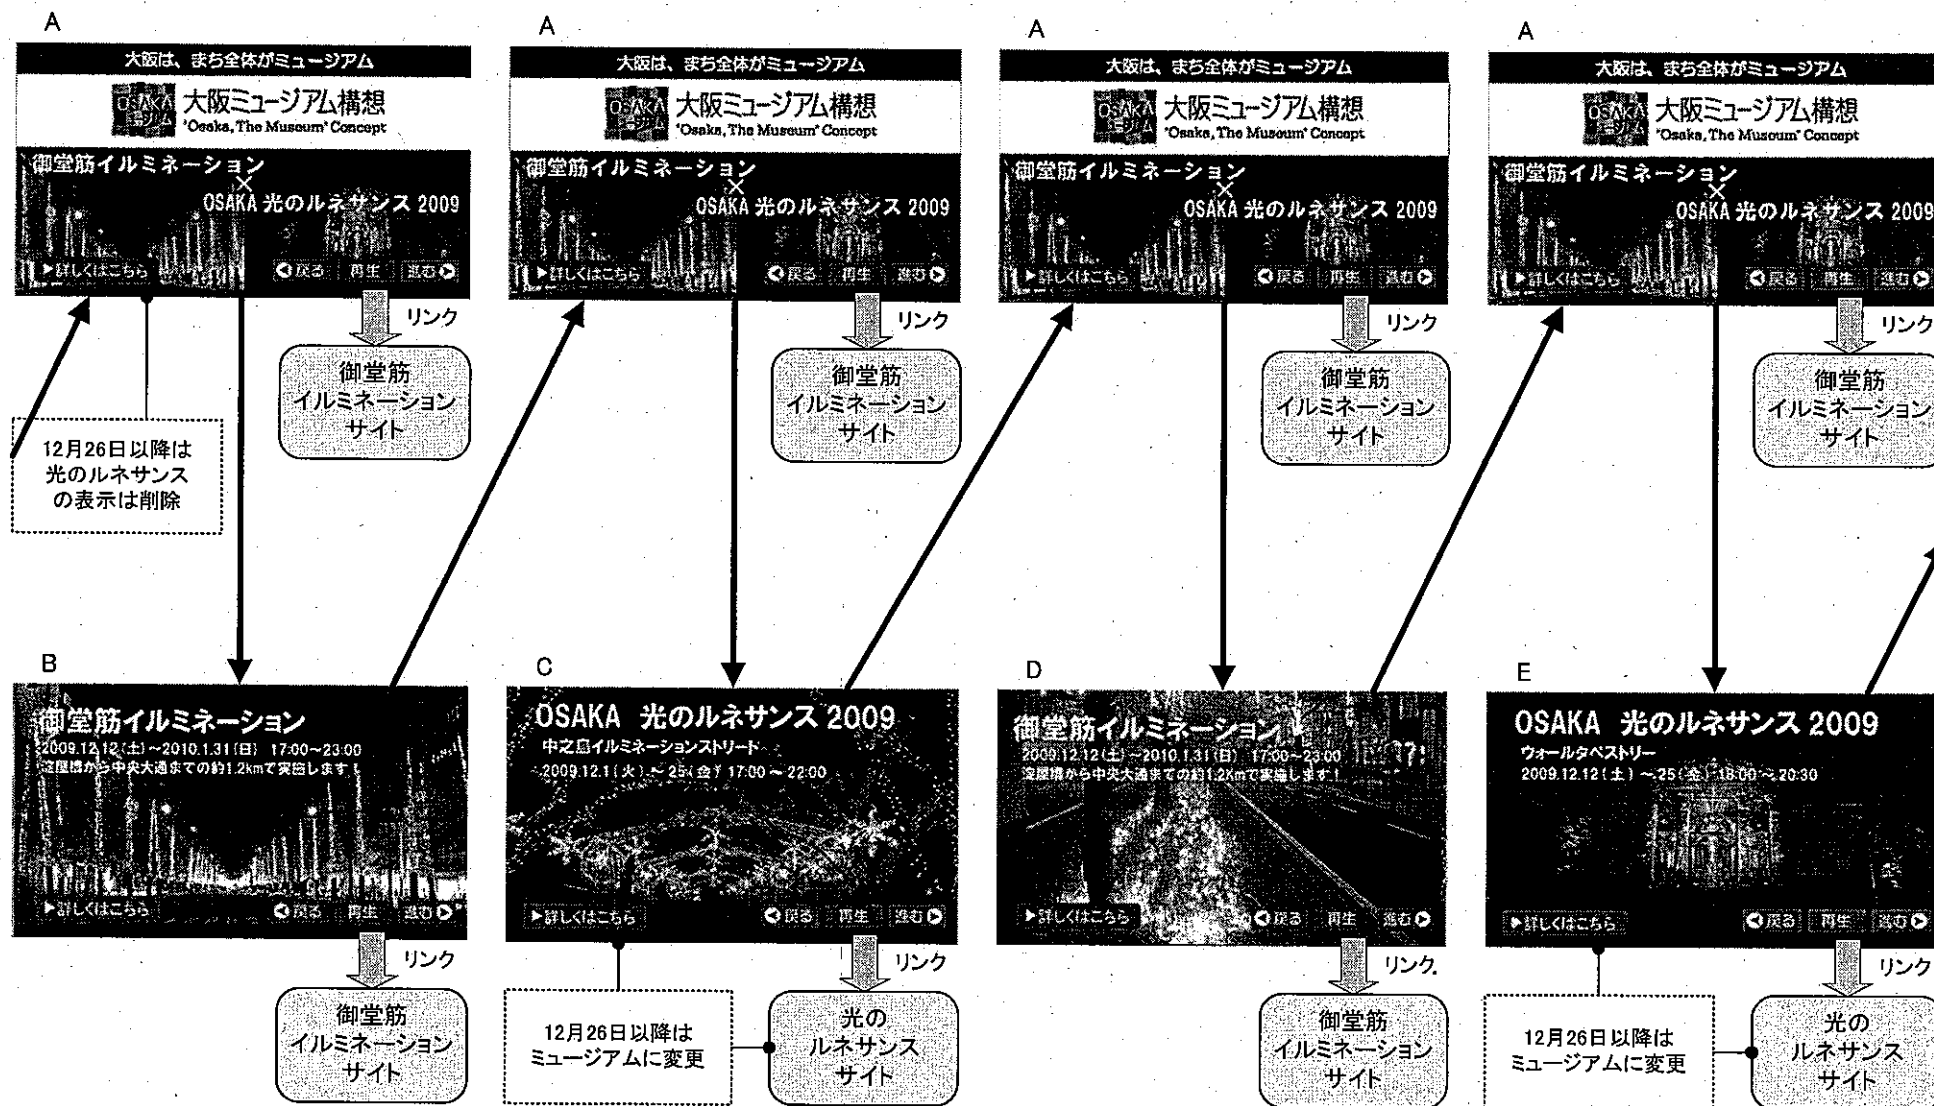 A
大阪は、まち全体がミュージアム
OSAKA
ミュージアム
大阪ミュージアム構想
"Osaka, The Museum" Concept
御堂筋イルミネーション
×
OSAKA 光のルネサンス 2009
▶詳しくはこちら
戻る 再生 進む
リンク
御堂筋
イルミネーション
サイト
12月26日以降は
光のルネサンス
の表示は削除
A
大阪は、まち全体がミュージアム
OSAKA
ミュージアム
大阪ミュージアム構想
"Osaka, The Museum" Concept
御堂筋イルミネーション
×
OSAKA 光のルネサンス 2009
▶詳しくはこちら
戻る 再生 進む
リンク
御堂筋
イルミネーション
サイト
A
大阪は、まち全体がミュージアム
OSAKA
ミュージアム
大阪ミュージアム構想
"Osaka, The Museum" Concept
御堂筋イルミネーション
×
OSAKA 光のルネサンス 2009
▶詳しくはこちら
戻る 再生 進む
リンク
御堂筋
イルミネーション
サイト
A
大阪は、まち全体がミュージアム
OSAKA
ミュージアム
大阪ミュージアム構想
"Osaka, The Museum" Concept
御堂筋イルミネーション
×
OSAKA 光のルネサンス 2009
▶詳しくはこちら
戻る 再生 進む
リンク
御堂筋
イルミネーション
サイト
B
御堂筋イルミネーション
2009.12.12(土)～2010.1.31(日) 17:00～23:00
淀屋橋から中央大通までの約1.2kmで実施します!
▶詳しくはこちら
戻る 再生 進む
リンク
御堂筋
イルミネーション
サイト
C
OSAKA 光のルネサンス 2009
中之島イルミネーションストリート
2009.12.1(火)～25(金) 17:00～22:00
▶詳しくはこちら
戻る 再生 進む
リンク
12月26日以降は
ミュージアムに変更
光の
ルネサンス
サイト
D
御堂筋イルミネーション
2009.12.12(土)～2010.1.31(日) 17:00～23:00
淀屋橋から中央大通までの約1.2Kmで実施します!
▶詳しくはこちら
戻る 再生 進む
リンク
御堂筋
イルミネーション
サイト
E
OSAKA 光のルネサンス 2009
ウォールタペストリー
2009.12.12(土)～25(金) 18:00～20:30
▶詳しくはこちら
戻る 再生 進む
リンク
12月26日以降は
ミュージアムに変更
光の
ルネサンス
サイト